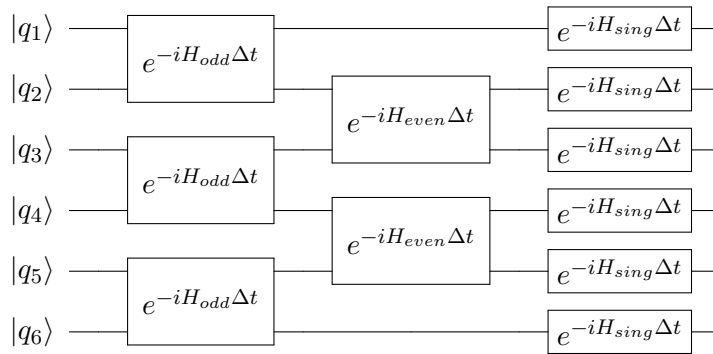 |q₁⟩ e^{-iH_{odd}Δt} e^{-iH_{sing}Δt}
|q₂⟩ e^{-iH_{even}Δt} e^{-iH_{sing}Δt}
|q₃⟩ e^{-iH_{odd}Δt} e^{-iH_{sing}Δt}
|q₄⟩ e^{-iH_{even}Δt} e^{-iH_{sing}Δt}
|q₅⟩ e^{-iH_{odd}Δt} e^{-iH_{sing}Δt}
|q₆⟩ e^{-iH_{sing}Δt}